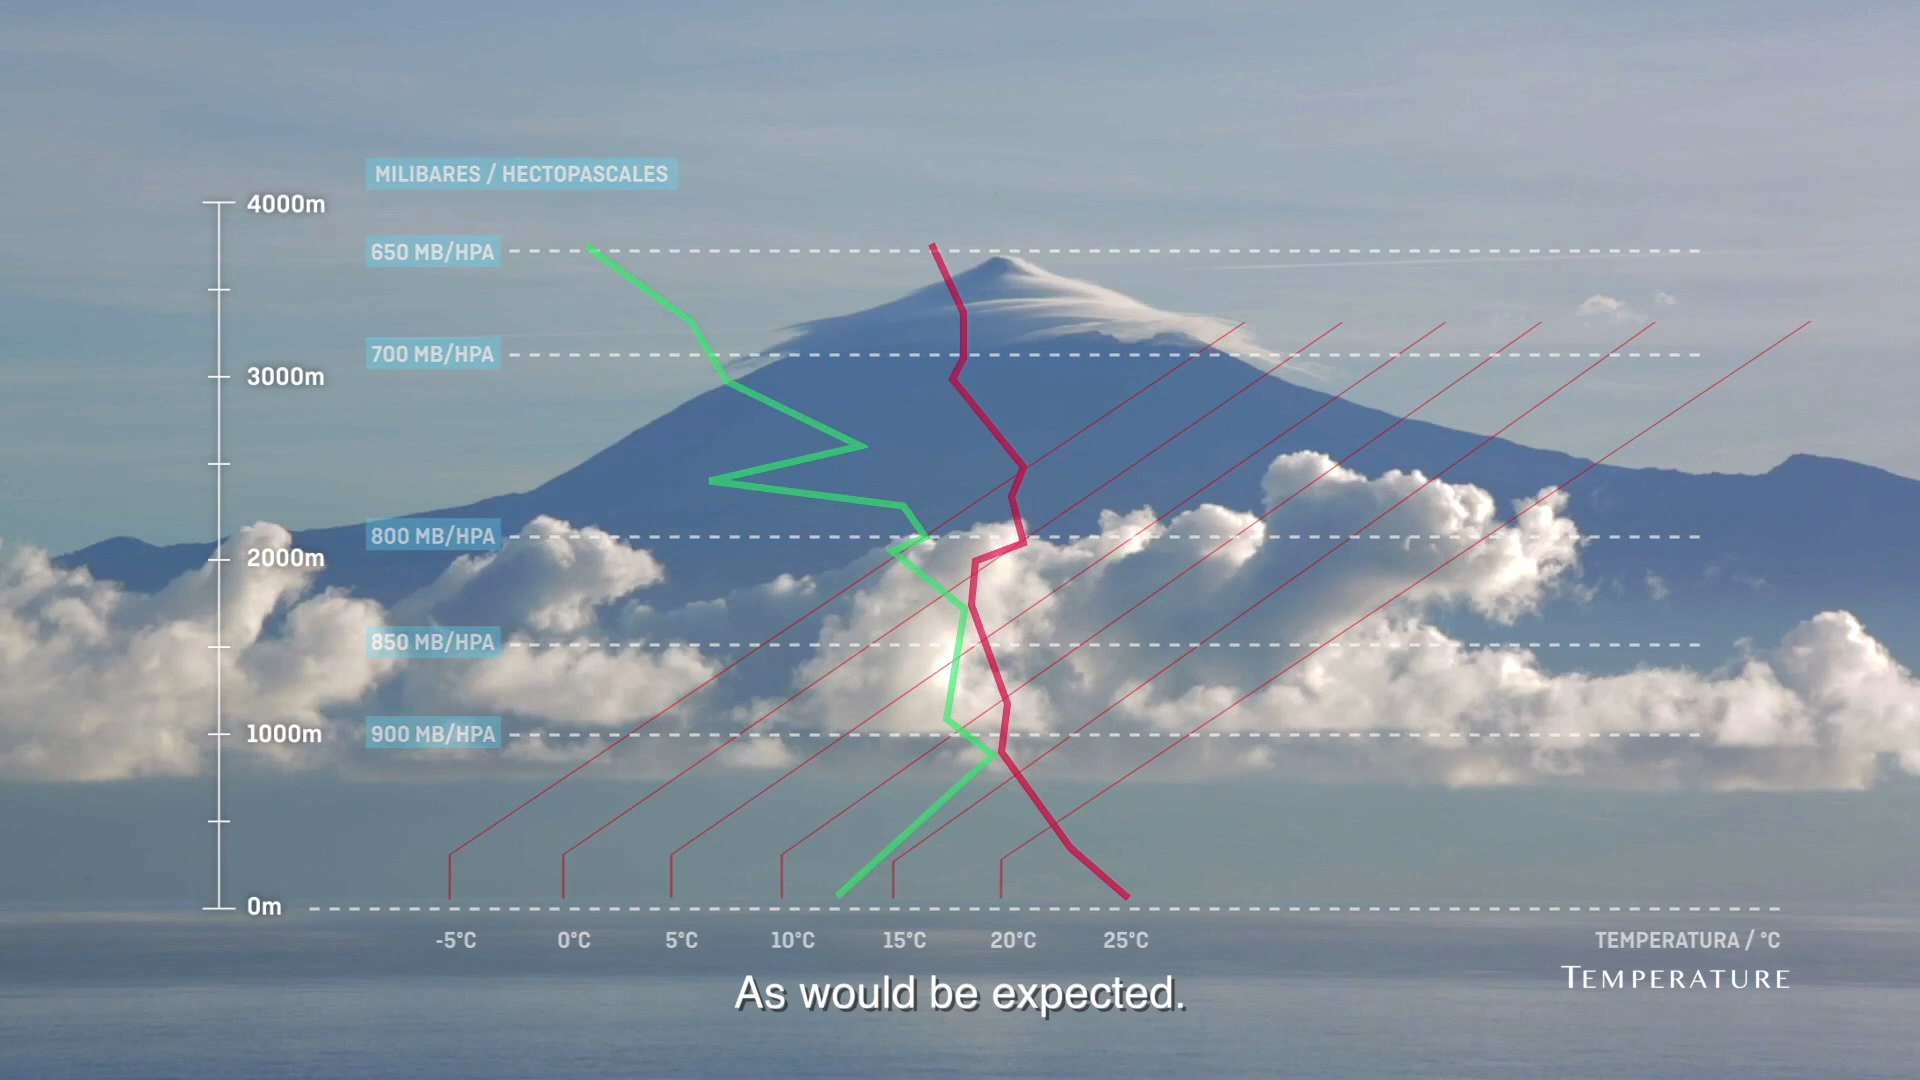 MILIBARES / HECTOPASCALES
4000m
650 MB/HPA
700 MB/HPA
3000m
800 MB/HPA
2000m
850 MB/HPA
1000m
900 MB/HPA
0m
-5°C 0°C 5°C 10°C 15°C 20°C 25°C TEMPERATURA / °C
TEMPERATURE
As would be expected.